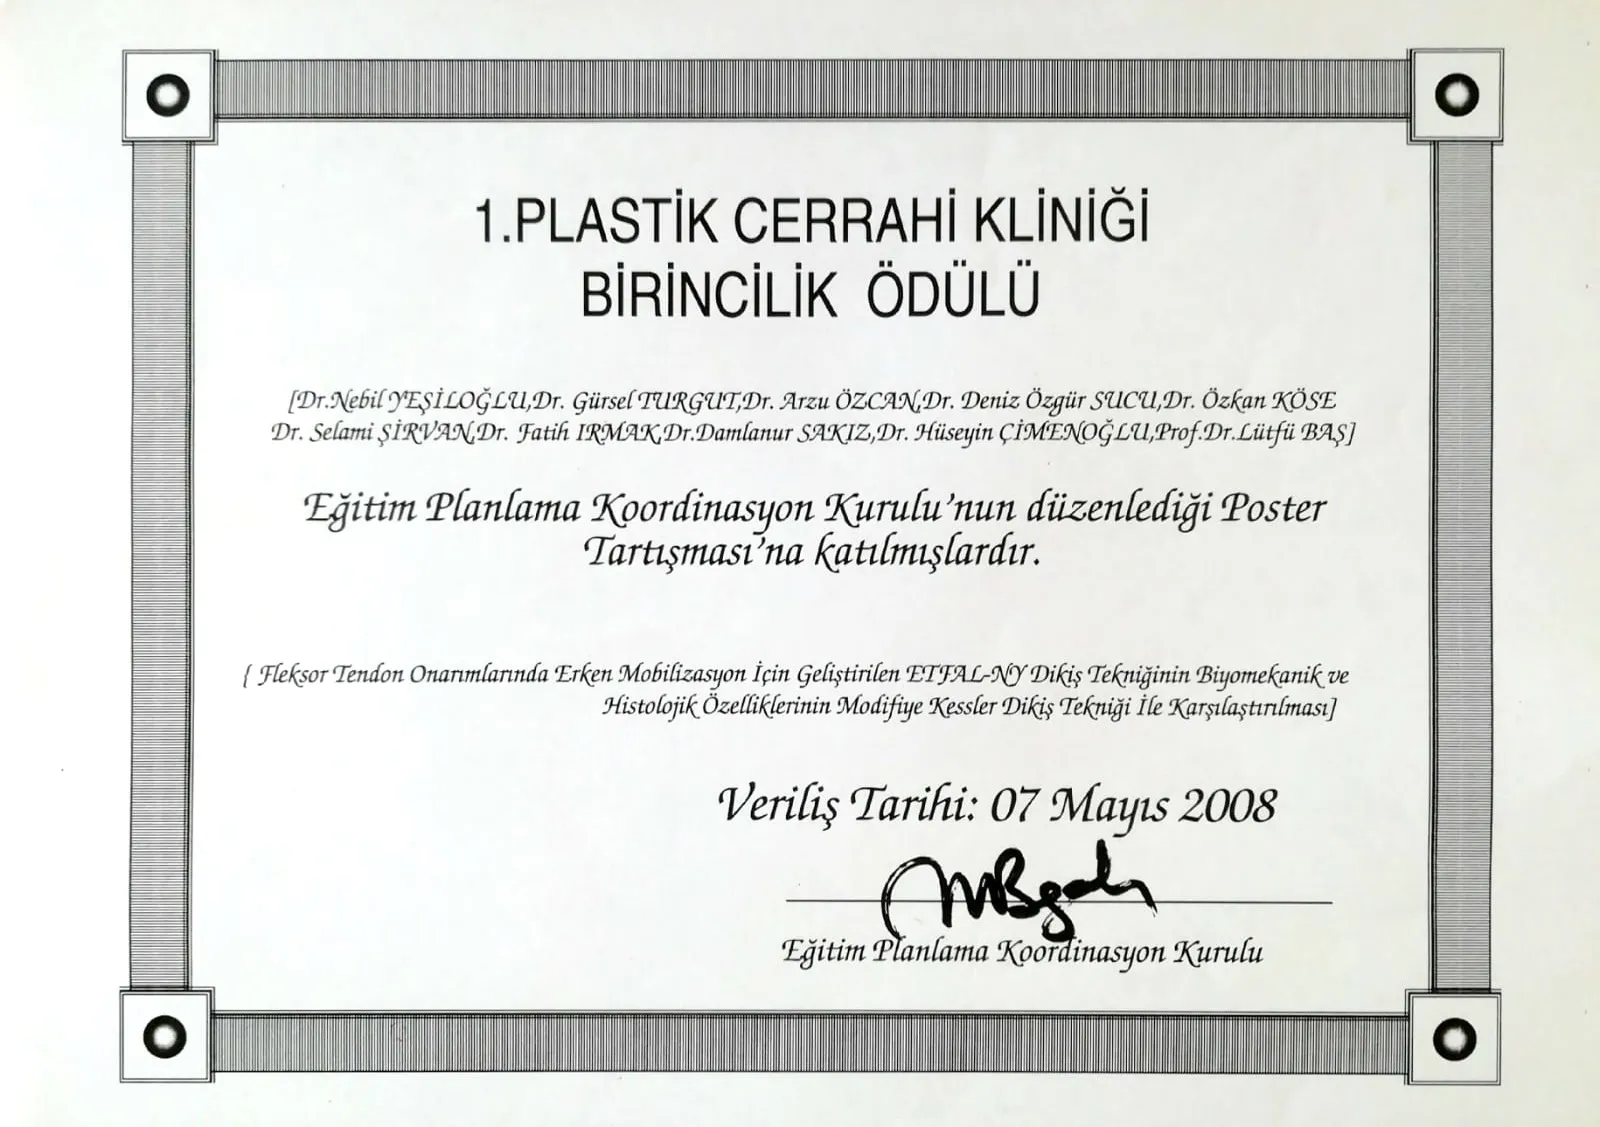 1.PLASTİK CERRAHİ KLİNİĞİ
BİRİNCİLİK ÖDÜLÜ
[Dr.Nebil YEŞİLOĞLU,Dr. Gürsel TURGUT,Dr. Arzu ÖZCAN,Dr. Deniz Özgür SUCU,Dr. Özkan KÖSE
Dr. Selami ŞİRVAN,Dr. Fatih IRMAK,Dr.Damlanur SAKIZ,Dr. Hüseyin ÇİMENOĞLU,Prof.Dr.Lütfü BAŞ]
Eğitim Planlama Koordinasyon Kurulu'nun düzenlediği Poster
Tartışması'na katılmışlardır.
[ Fleksor Tendon Onarımlarında Erken Mobilizasyon İçin Geliştirilen ETFAL-NY Dikiş Tekniğinin Biyomekanik ve
Histolojik Özelliklerinin Modifiye Kessler Dikiş Tekniği İle Karşılaştırılması]
Veriliş Tarihi: 07 Mayıs 2008
Eğitim Planlama Koordinasyon Kurulu